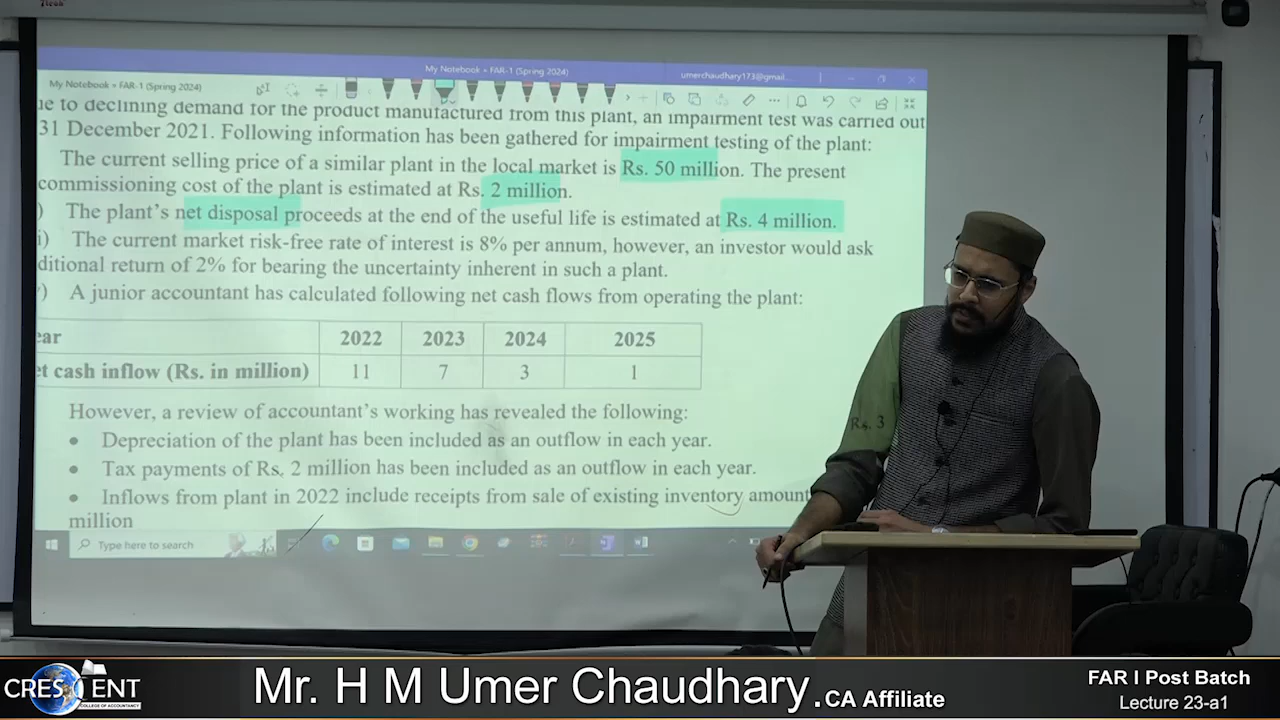 My Notebook » FAR-1 (Spring 2024)
umerchaudhary173@gmail...
My Notebook » FAR-1 (Spring 2024)
ue to declining demand for the product manufactured from this plant, an impairment test was carried out
31 December 2021. Following information has been gathered for impairment testing of the plant:
The current selling price of a similar plant in the local market is Rs. 50 million. The present
commissioning cost of the plant is estimated at Rs. 2 million.
) The plant's net disposal proceeds at the end of the useful life is estimated at Rs. 4 million.
i) The current market risk-free rate of interest is 8% per annum, however, an investor would ask
ditional return of 2% for bearing the uncertainty inherent in such a plant.
) A junior accountant has calculated following net cash flows from operating the plant:
ear 2022 2023 2024 2025
et cash inflow (Rs. in million) 11 7 3 1
However, a review of accountant's working has revealed the following:
• Depreciation of the plant has been included as an outflow in each year.
• Tax payments of Rs. 2 million has been included as an outflow in each year.
• Inflows from plant in 2022 include receipts from sale of existing inventory amount
Rs. 3
million
Type here to search
CRESCENT
COLLEGE OF ACCOUNTANCY
Mr. H M Umer Chaudhary .CA Affiliate
FAR I Post Batch
Lecture 23-a1